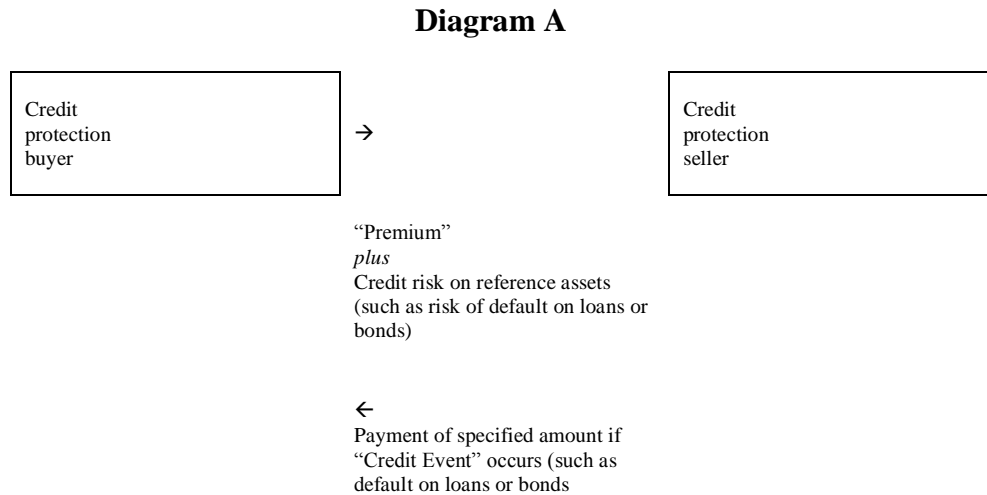 Diagram A
Credit
protection
buyer
→
Credit
protection
seller
“Premium”
plus
Credit risk on reference assets
(such as risk of default on loans or
bonds)
←
Payment of specified amount if
“Credit Event” occurs (such as
default on loans or bonds